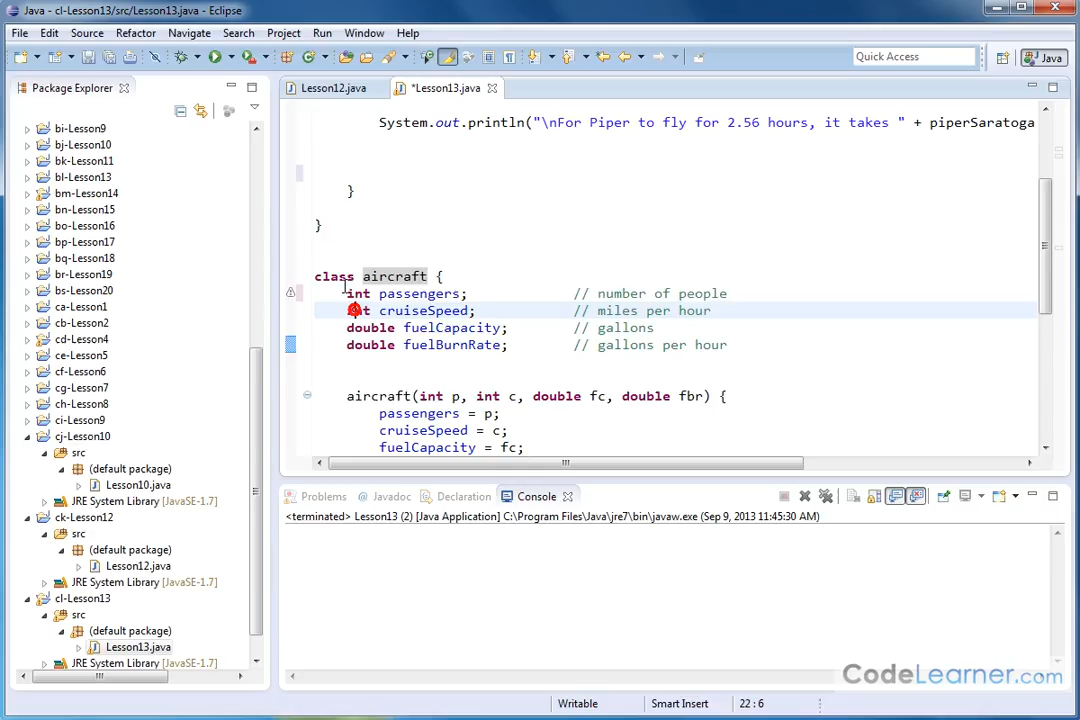 Java - cl-Lesson13/src/Lesson13.java - Eclipse
File Edit Source Refactor Navigate Search Project Run Window Help
Quick Access
Java
Package Explorer
Lesson12.java
*Lesson13.java
bi-Lesson9
bj-Lesson10
bk-Lesson11
bl-Lesson13
bm-Lesson14
bn-Lesson15
bo-Lesson16
bp-Lesson17
bq-Lesson18
br-Lesson19
bs-Lesson20
ca-Lesson1
cb-Lesson2
cd-Lesson4
ce-Lesson5
cf-Lesson6
cg-Lesson7
ch-Lesson8
ci-Lesson9
cj-Lesson10
src
(default package)
Lesson10.java
JRE System Library [JavaSE-1.7]
ck-Lesson12
src
(default package)
Lesson12.java
JRE System Library [JavaSE-1.7]
cl-Lesson13
src
(default package)
Lesson13.java
JRE System Library [JavaSE-1.7]
System.out.println("\nFor Piper to fly for 2.56 hours, it takes " + piperSaratoga
}
}
class aircraft {
int passengers; // number of people
cruiseSpeed; // miles per hour
double fuelCapacity; // gallons
double fuelBurnRate; // gallons per hour
aircraft(int p, int c, double fc, double fbr) {
passengers = p;
cruiseSpeed = c;
fuelCapacity = fc;
Problems Javadoc Declaration Console
<terminated> Lesson13 (2) [Java Application] C:\Program Files\Java\jre7\bin\javaw.exe (Sep 9, 2013 11:45:30 AM)
CodeLearner.com
Writable Smart Insert 22 : 6